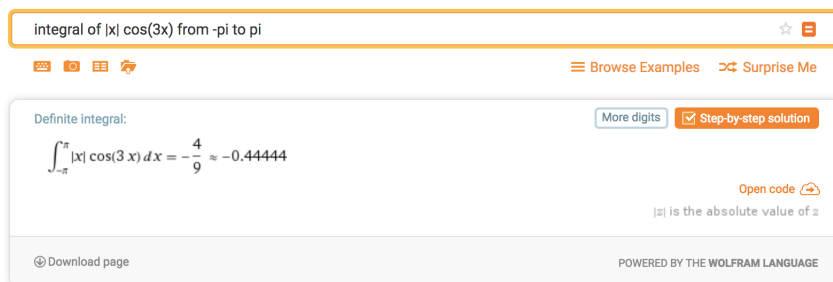 integral of |x| cos(3x) from -pi to pi
Browse Examples Surprise Me
Definite integral: More digits Step-by-step solution
∫_{-π}^{π} |x| cos(3 x) dx = -4/9 ≈ -0.44444
Open code
|z| is the absolute value of z
Download page POWERED BY THE WOLFRAM LANGUAGE